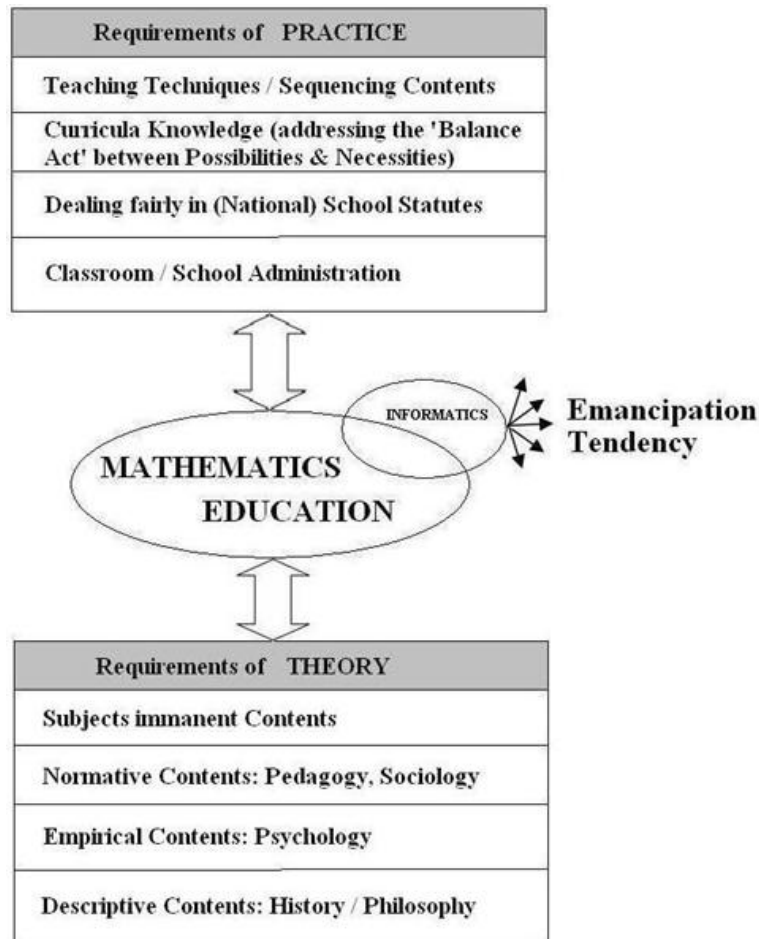 Requirements of PRACTICE
Teaching Techniques / Sequencing Contents
Curricula Knowledge (addressing the 'Balance
Act' between Possibilities & Necessities)
Dealing fairly in (National) School Statutes
Classroom / School Administration
INFORMATICS
Emancipation
Tendency
MATHEMATICS
EDUCATION
Requirements of THEORY
Subjects immanent Contents
Normative Contents: Pedagogy, Sociology
Empirical Contents: Psychology
Descriptive Contents: History / Philosophy